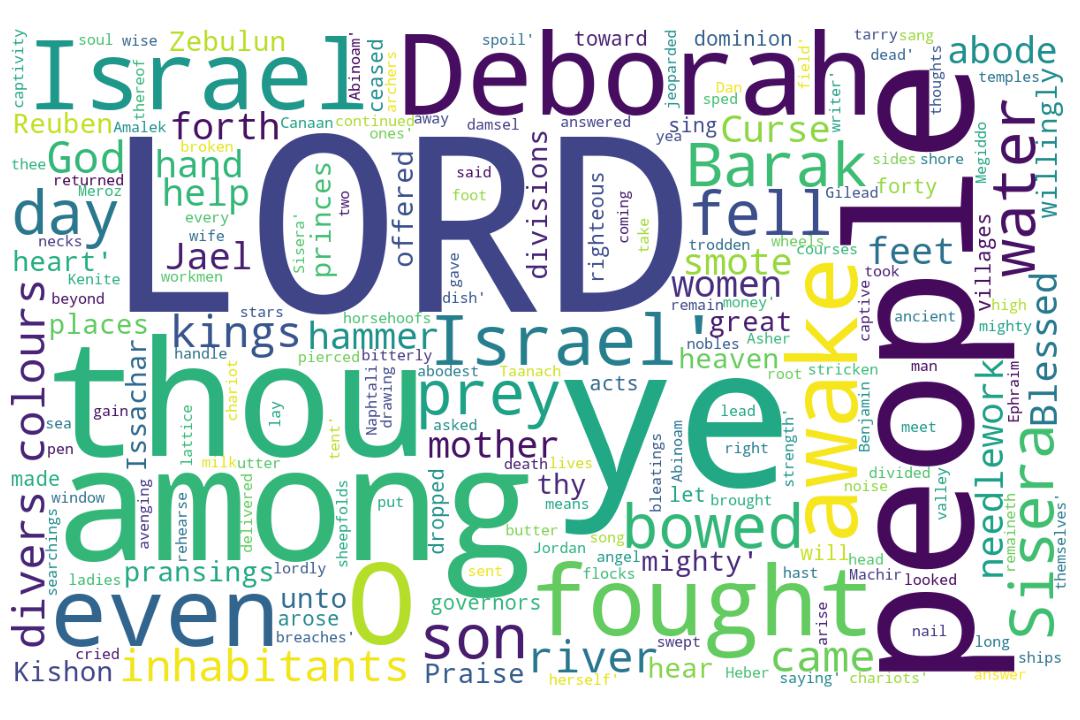 captivity
Israel
soul
wise
Zebulun
thereof
Abinoam'
ceased
archers
Deborah
spoil'
toward
jeoparded
dominion
Dan
sped
field'
writer'
tarry
sang
dead'
thoughts
abode
temples
willingly
Reuben
Amalek
forth
Canaan
continued
ones'
away
damsel
answered
yea
sing
Curse
broken
thee
God
returned
Meroz
hand
help
LORD
every
wife
workmen
Sisera'
princes
two
offered
said
foot
gave
dish'
divisions
righteous
coming
take
Barak
fell
sides
shore
Gilead
forty
Megiddo
water
people
day
necks
heart'
Kenite
beyond
Jael
stars
horsehoofs
trodden
wheels
courses
smote
women
remain
money'
feet
took
captive
villages
ancient
high
mighty
places
kings
hammer
Israel'
nobles
great
Asher
heaven
root
stricken
awake
man
Blessed
divers colours
Issachar
handle
pierced
bitterly
abodest
Taanach
acts
thou
gain
lattice
chariot
lay
tent'
Naphtali
drawing
prey
asked
ye
lead
right
strength'
Benjamin
meet
needlework
Ephraim
Sisera
sea
pen
made
window
searchings
among
milk
utter
mother
death
lives
thy
means
bleatings
Abinoam
let
brought
noise
divided
valley
remaineth
themselves'
avenging
rehearse
delivered
sheepfolds
put
dropped
butter
song
Jordan
bowed
angel
mighty'
will
head
hast
Machir
looked
ladies
pransings
lordly
sent
flocks
even
unto
arose
breaches'
O
governors
fought
arise
nail
long
ships
son
river
swept
Kishon
cried
inhabitants
Praise
herself'
hear
Heber
came
saying'
chariots'
answer